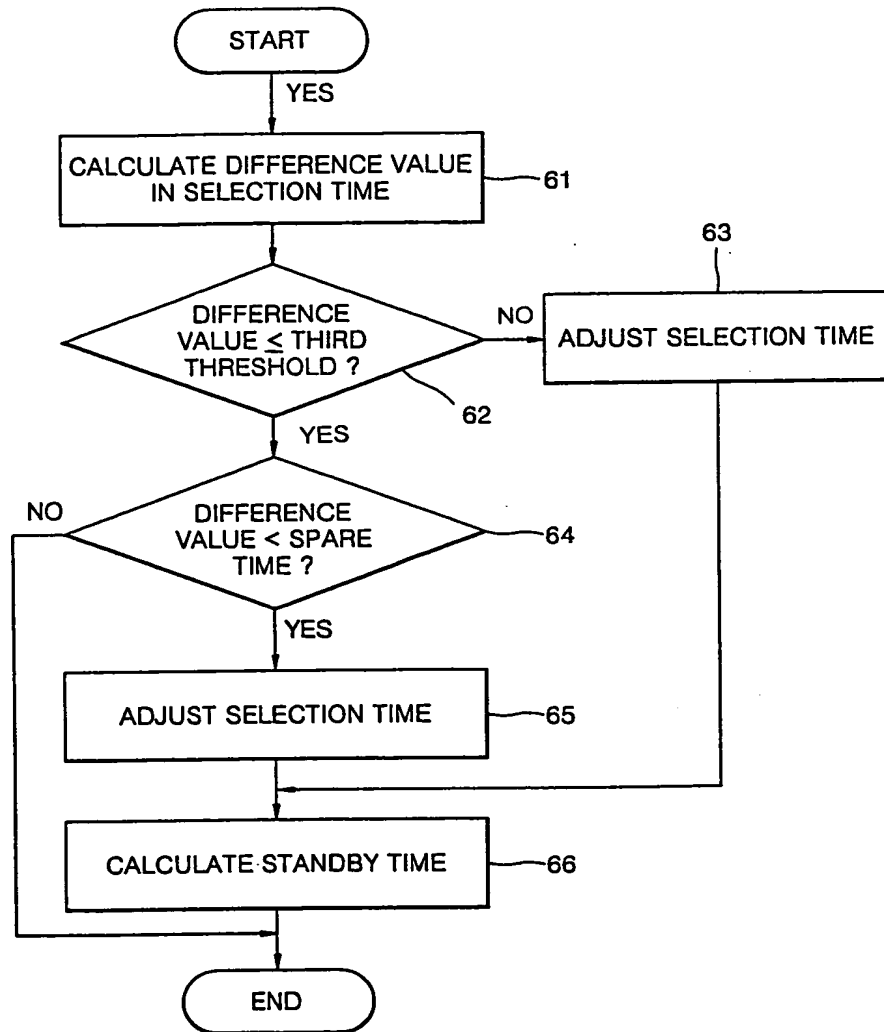 START
YES
CALCULATE DIFFERENCE VALUE
IN SELECTION TIME
61
63
DIFFERENCE
VALUE ≤ THIRD
THRESHOLD ?
NO
ADJUST SELECTION TIME
62
YES
NO
DIFFERENCE
VALUE < SPARE
TIME ?
64
YES
ADJUST SELECTION TIME
65
CALCULATE STANDBY TIME
66
END